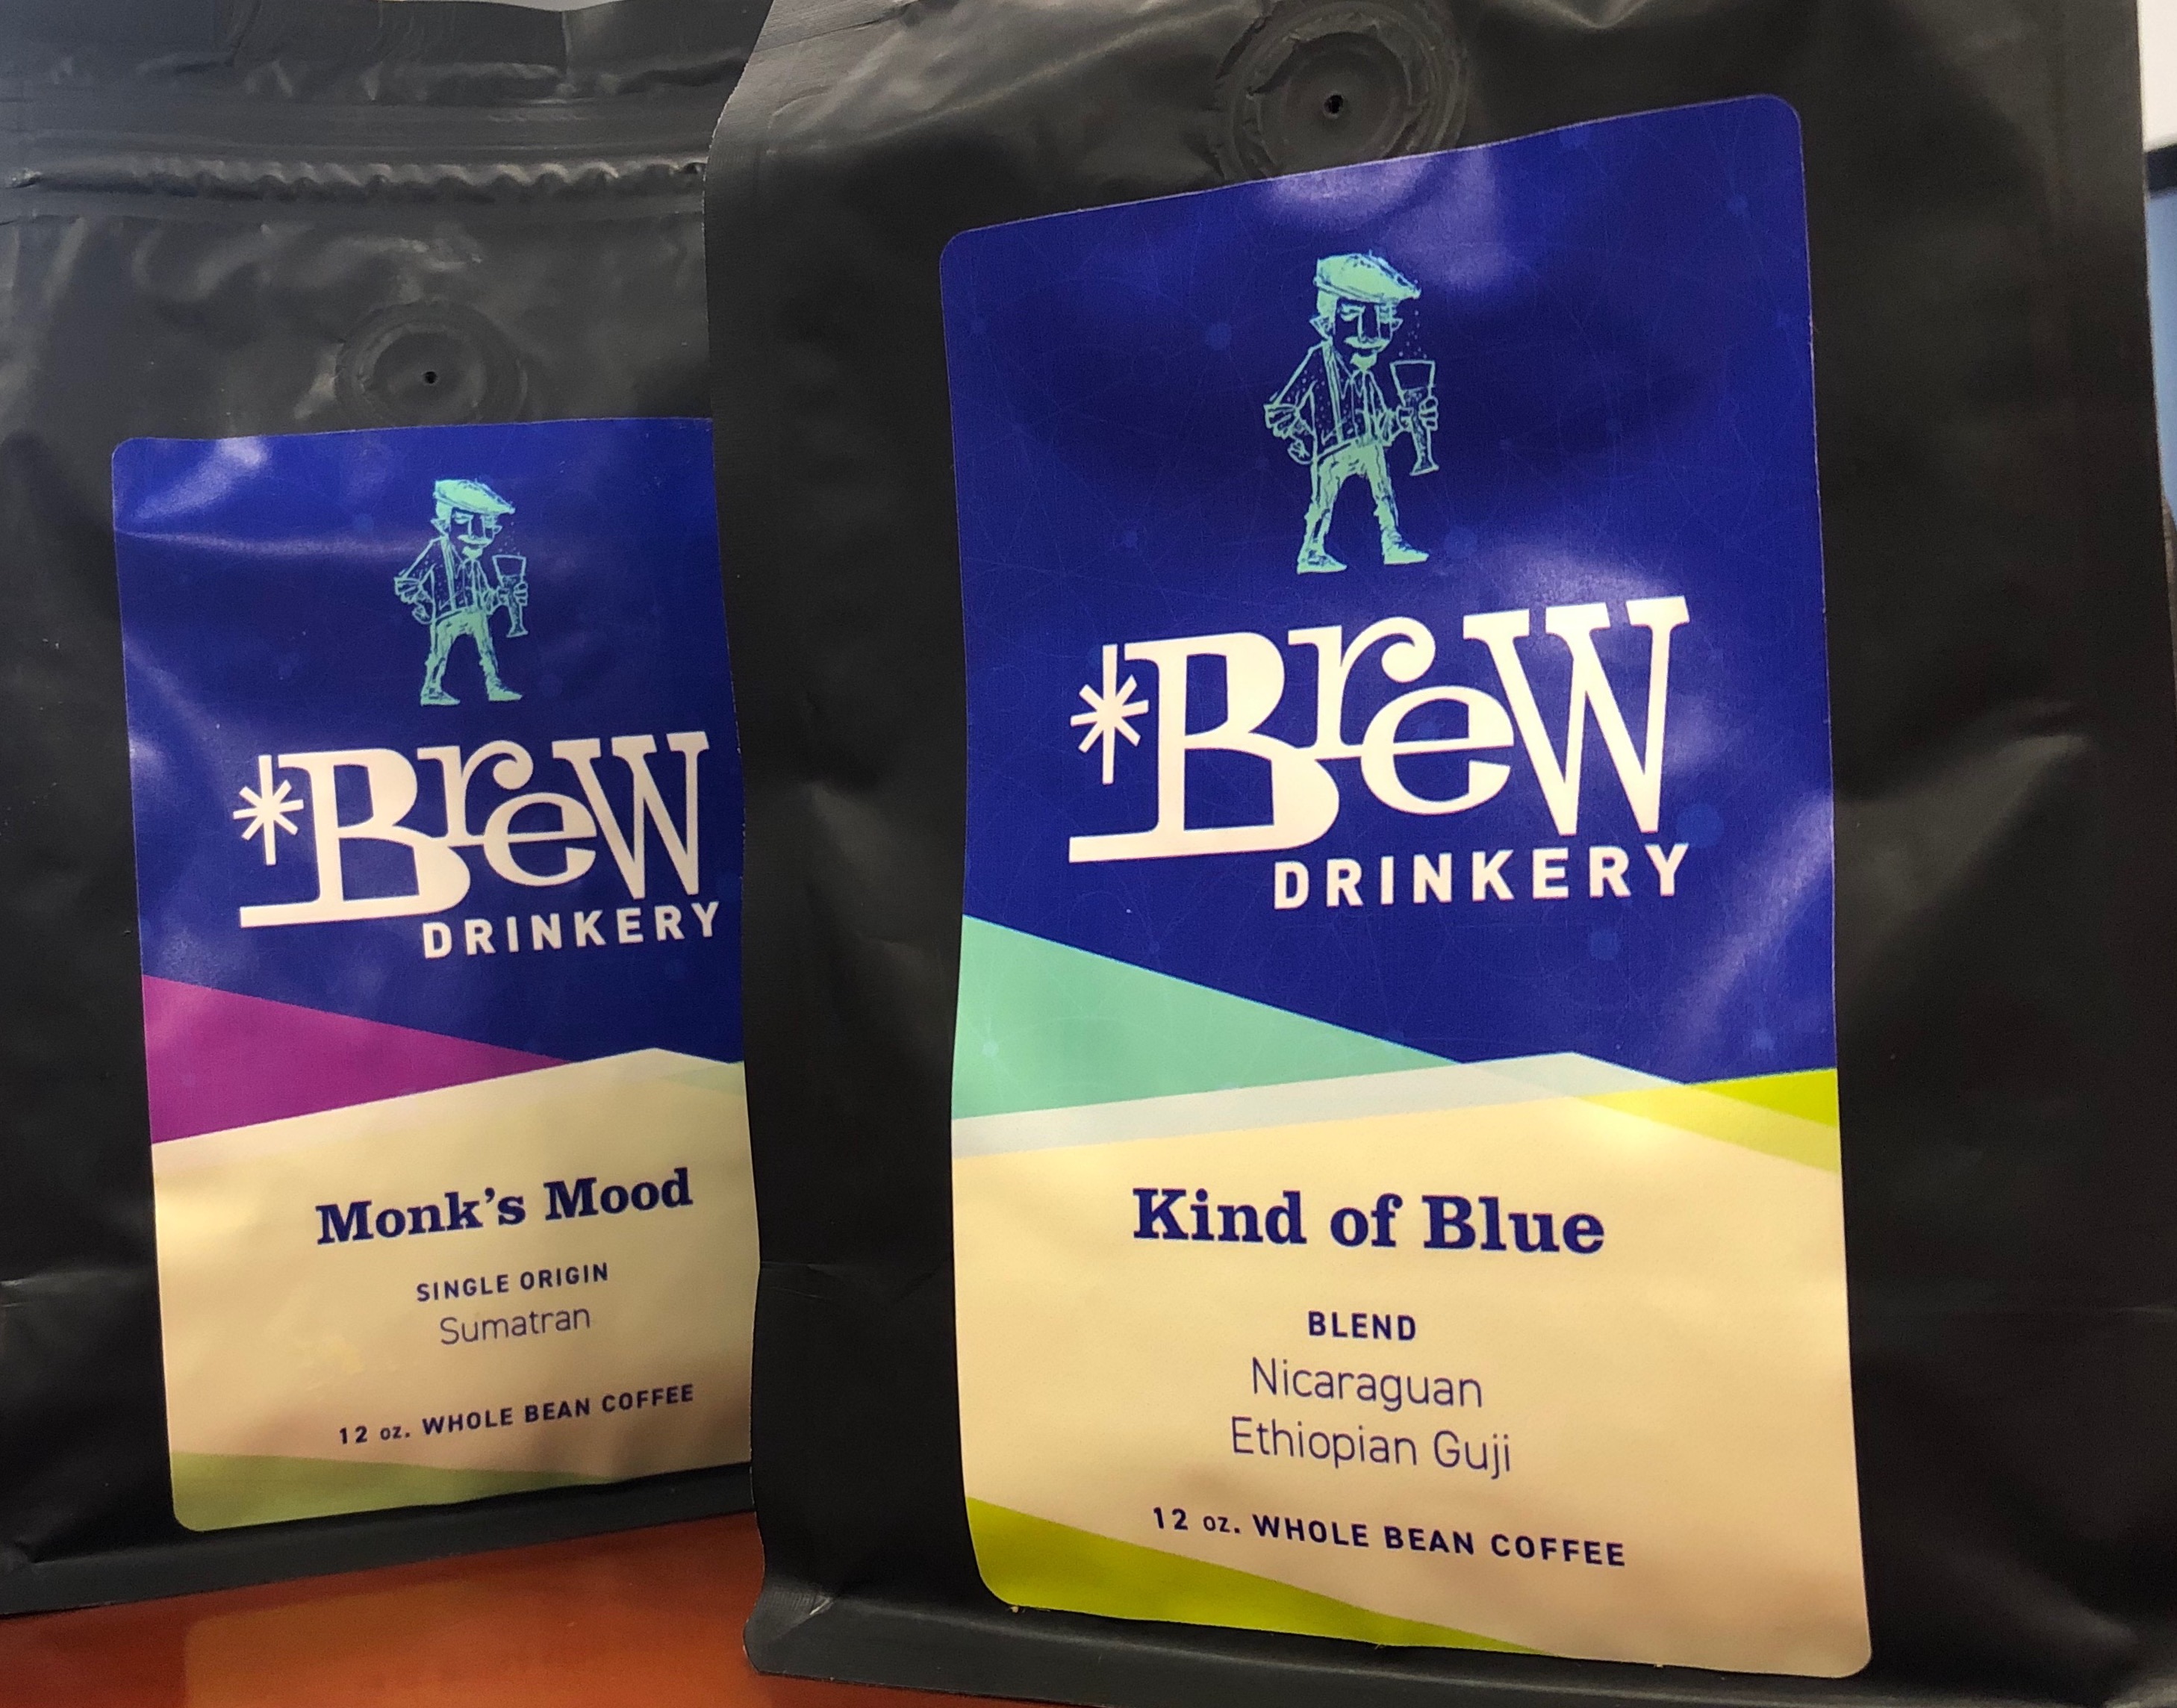 *BreW
DRINKERY
Monk's Mood
SINGLE ORIGIN
Sumatran
12 oz. WHOLE BEAN COFFEE
*BreW
DRINKERY
Kind of Blue
BLEND
Nicaraguan
Ethiopian Guji
12 oz. WHOLE BEAN COFFEE